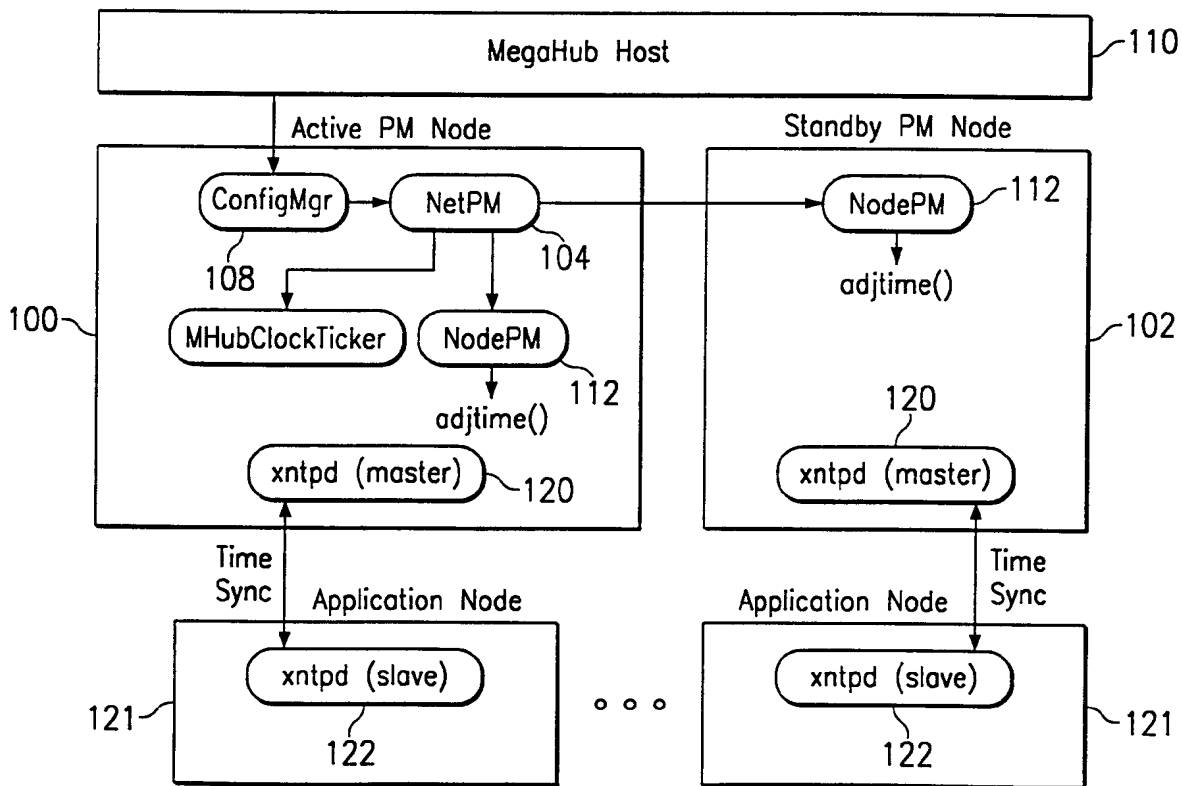 MegaHub Host
110
Active PM Node
Standby PM Node
ConfigMgr
NetPM
NodePM
112
108
104
adjtime()
100
MHubClockTicker
NodePM
102
112
adjtime()
120
xntpd (master)
120
xntpd (master)
Time
Sync
Time
Sync
Application Node
Application Node
xntpd (slave)
xntpd (slave)
121
122
122
121